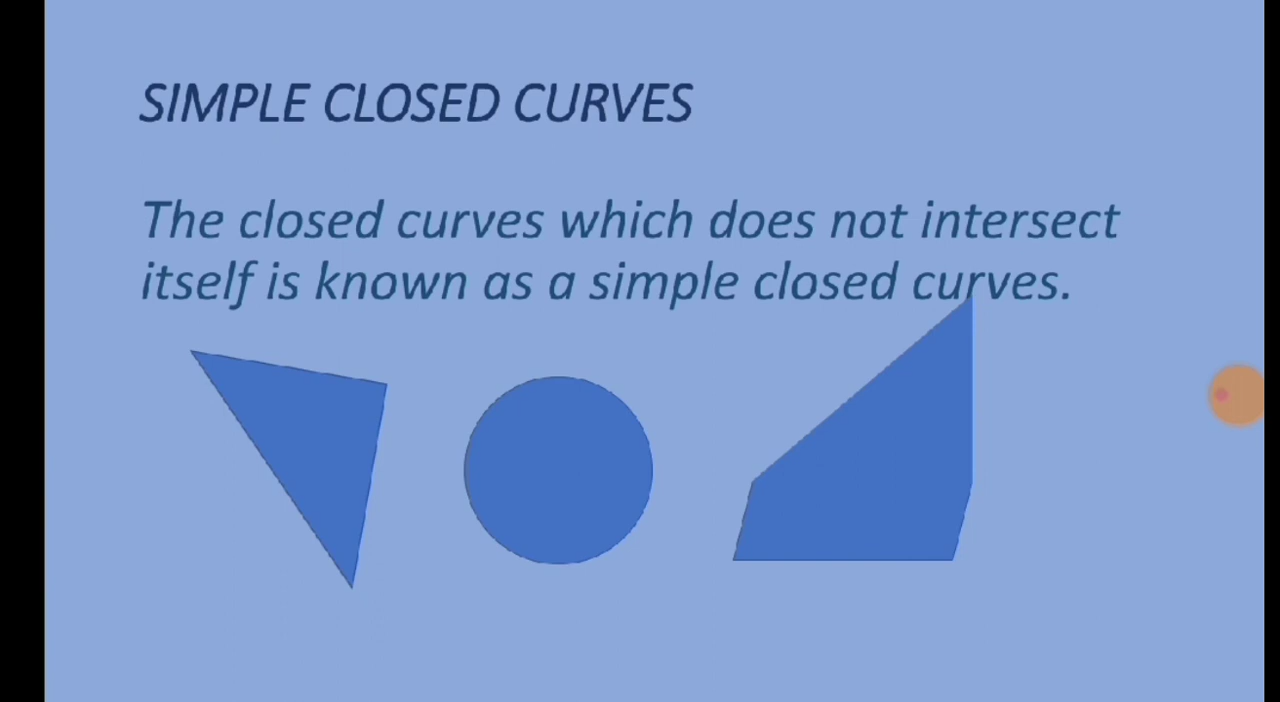 SIMPLE CLOSED CURVES
The closed curves which does not intersect
itself is known as a simple closed curves.